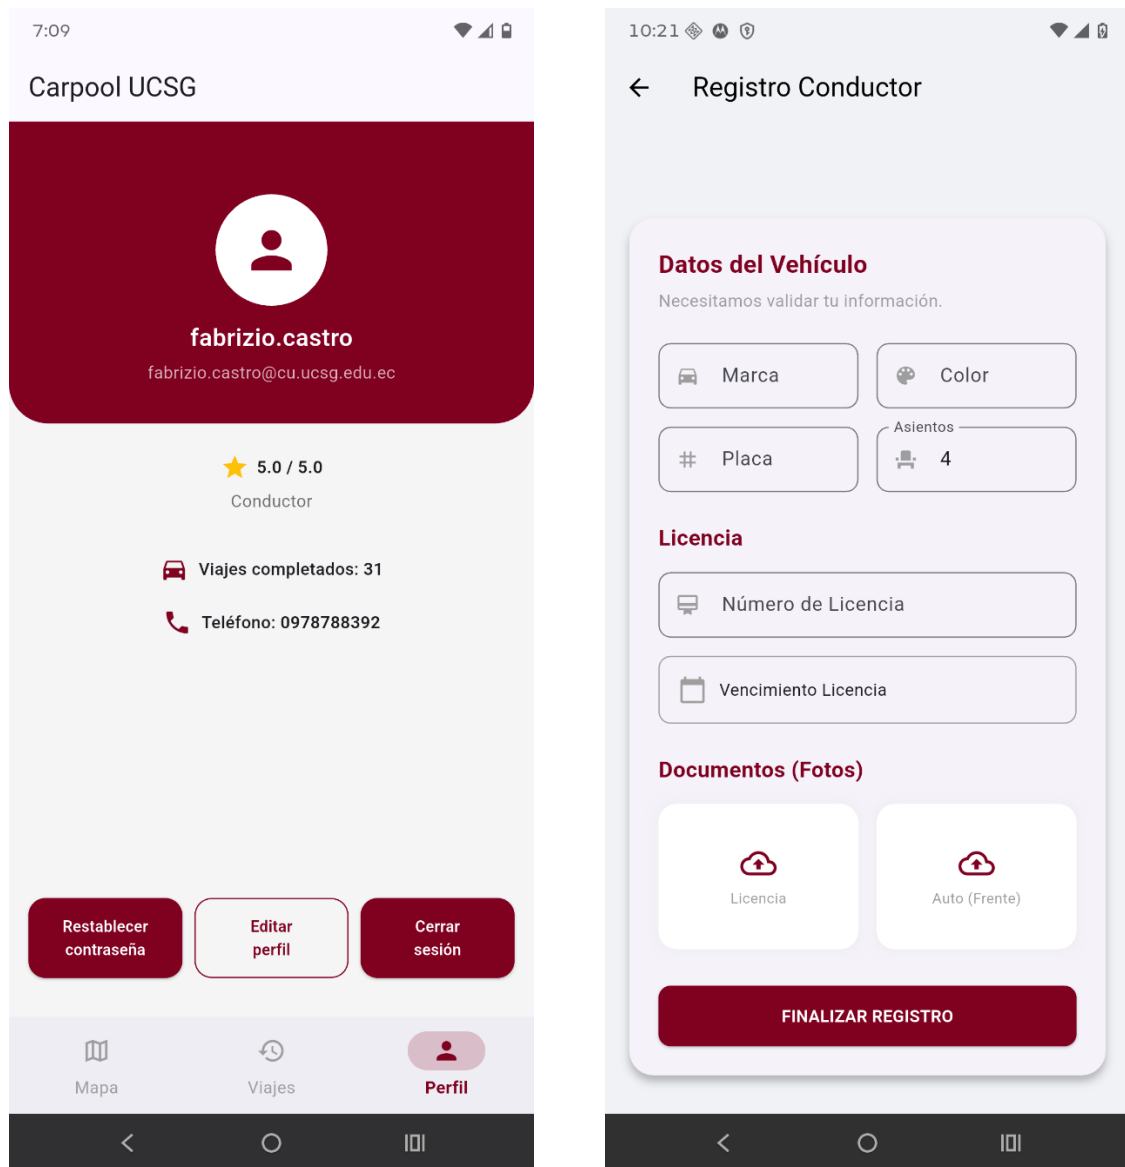 7:09
Carpool UCSG
fabrizio.castro
fabrizio.castro@cu.ucsg.edu.ec
5.0 / 5.0
Conductor
Viajes completados: 31
Teléfono: 0978788392
Restablecer
contraseña
Editar
perfil
Cerrar
sesión
Mapa
Viajes
Perfil
10:21
Registro Conductor
Datos del Vehículo
Necesitamos validar tu información.
Marca
Color
Placa
Asientos
4
Licencia
Número de Licencia
Vencimiento Licencia
Documentos (Fotos)
Licencia
Auto (Frente)
FINALIZAR REGISTRO